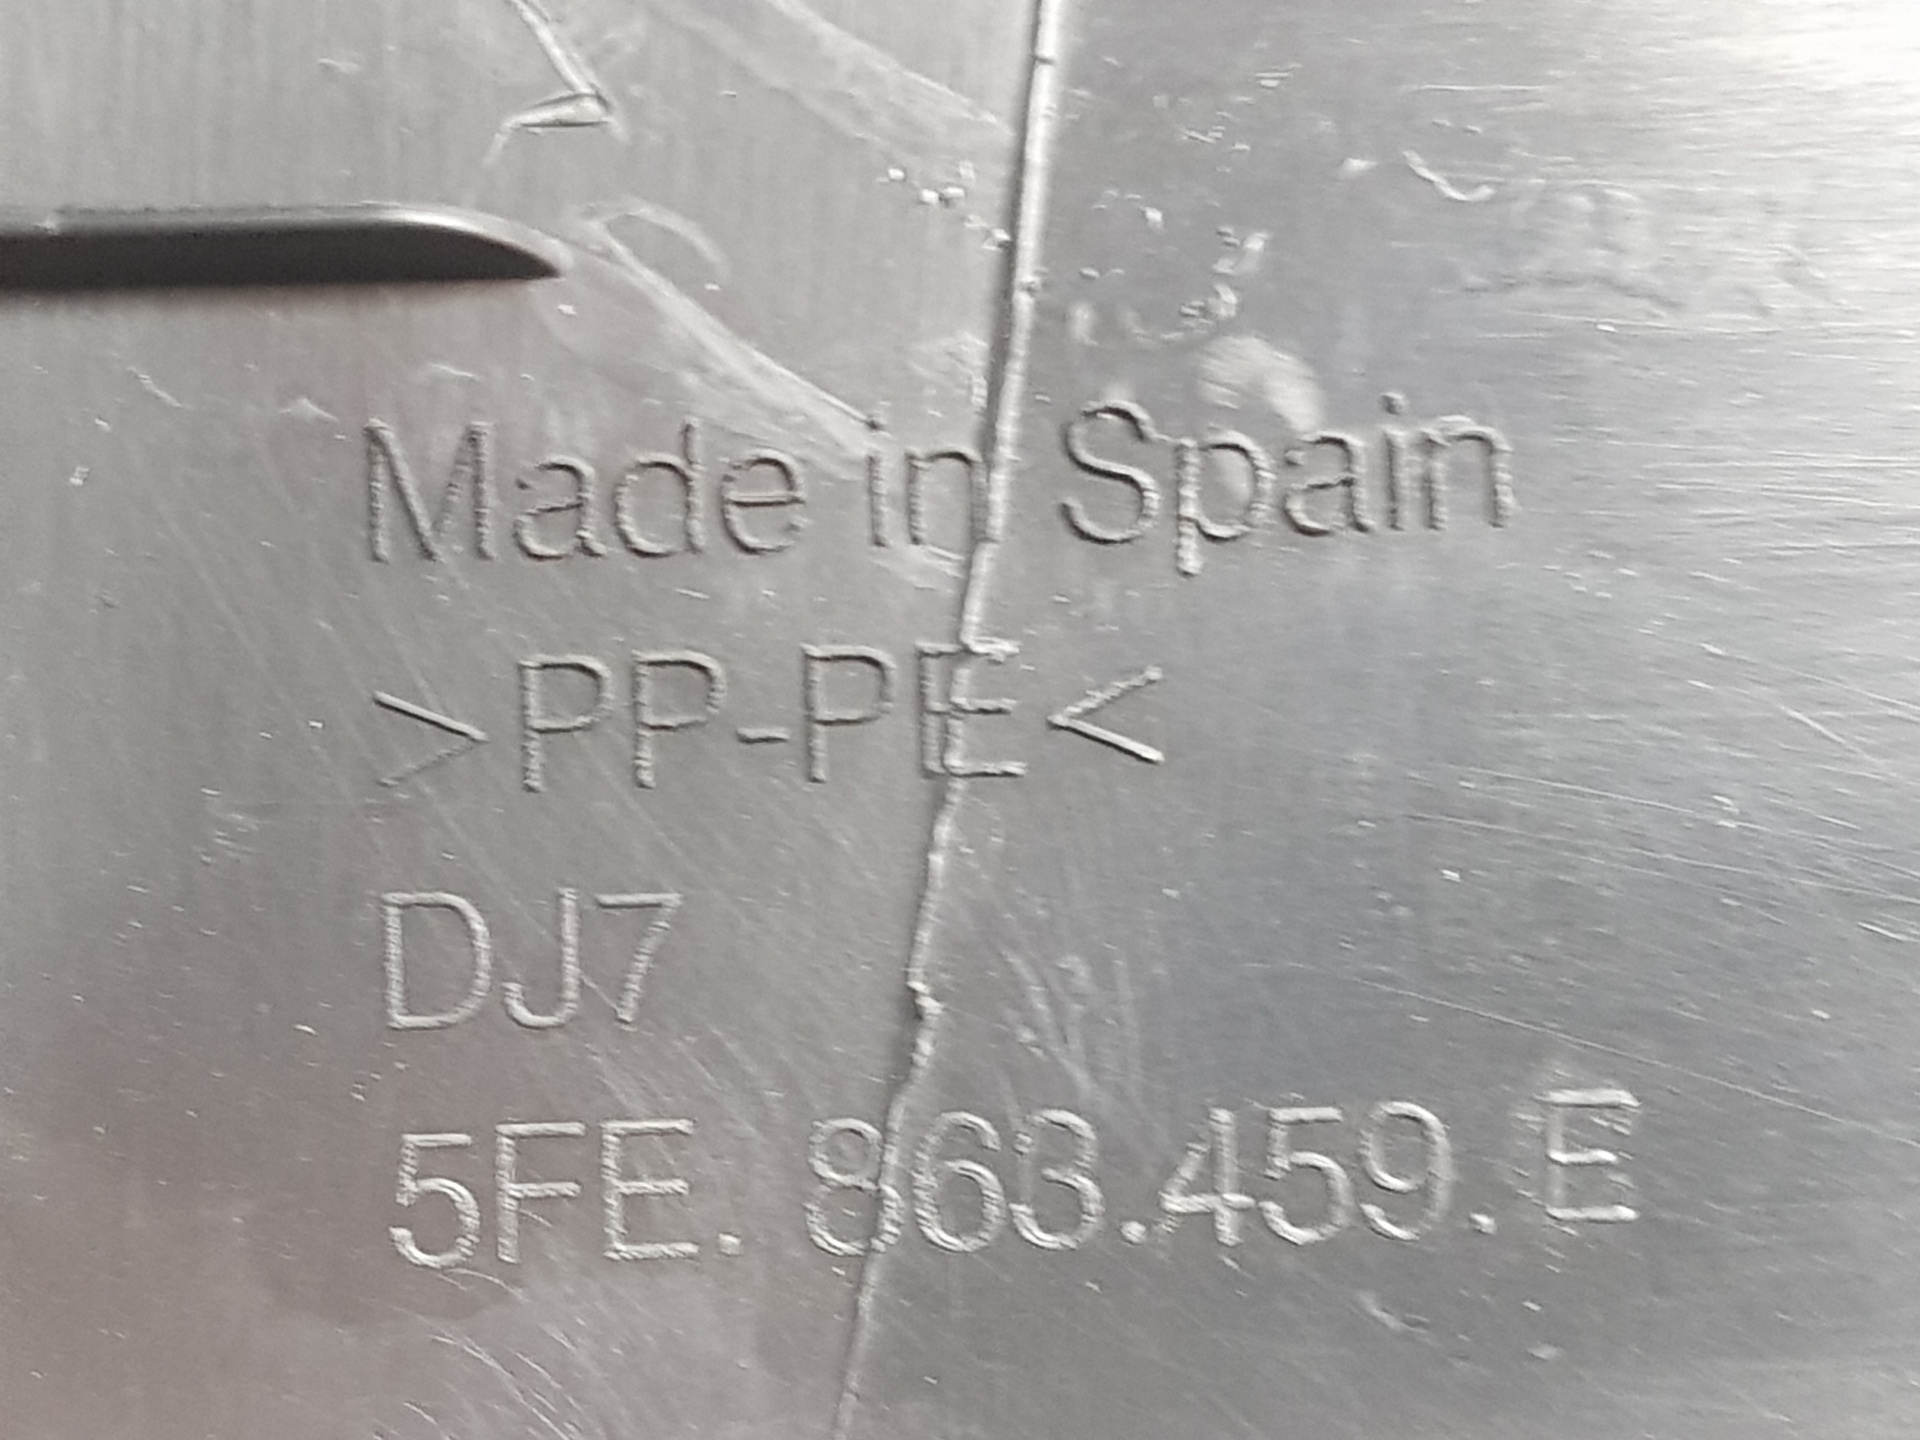 Made in Spain
>PP-PE<
DJ7
5FE. 863.459. E